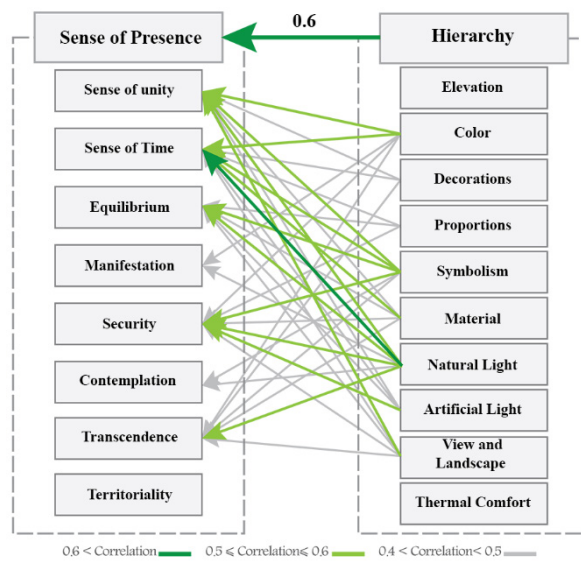 0.6
Sense of Presence
Hierarchy
Sense of unity
Elevation
Sense of Time
Color
Equilibrium
Decorations
Manifestation
Proportions
Security
Symbolism
Contemplation
Material
Transcendence
Natural Light
Territoriality
Artificial Light
View and
Landscape
Thermal Comfort
0.6 < Correlation 0.5 ⩽ Correlation⩽ 0.6 0.4 < Correlation< 0.5